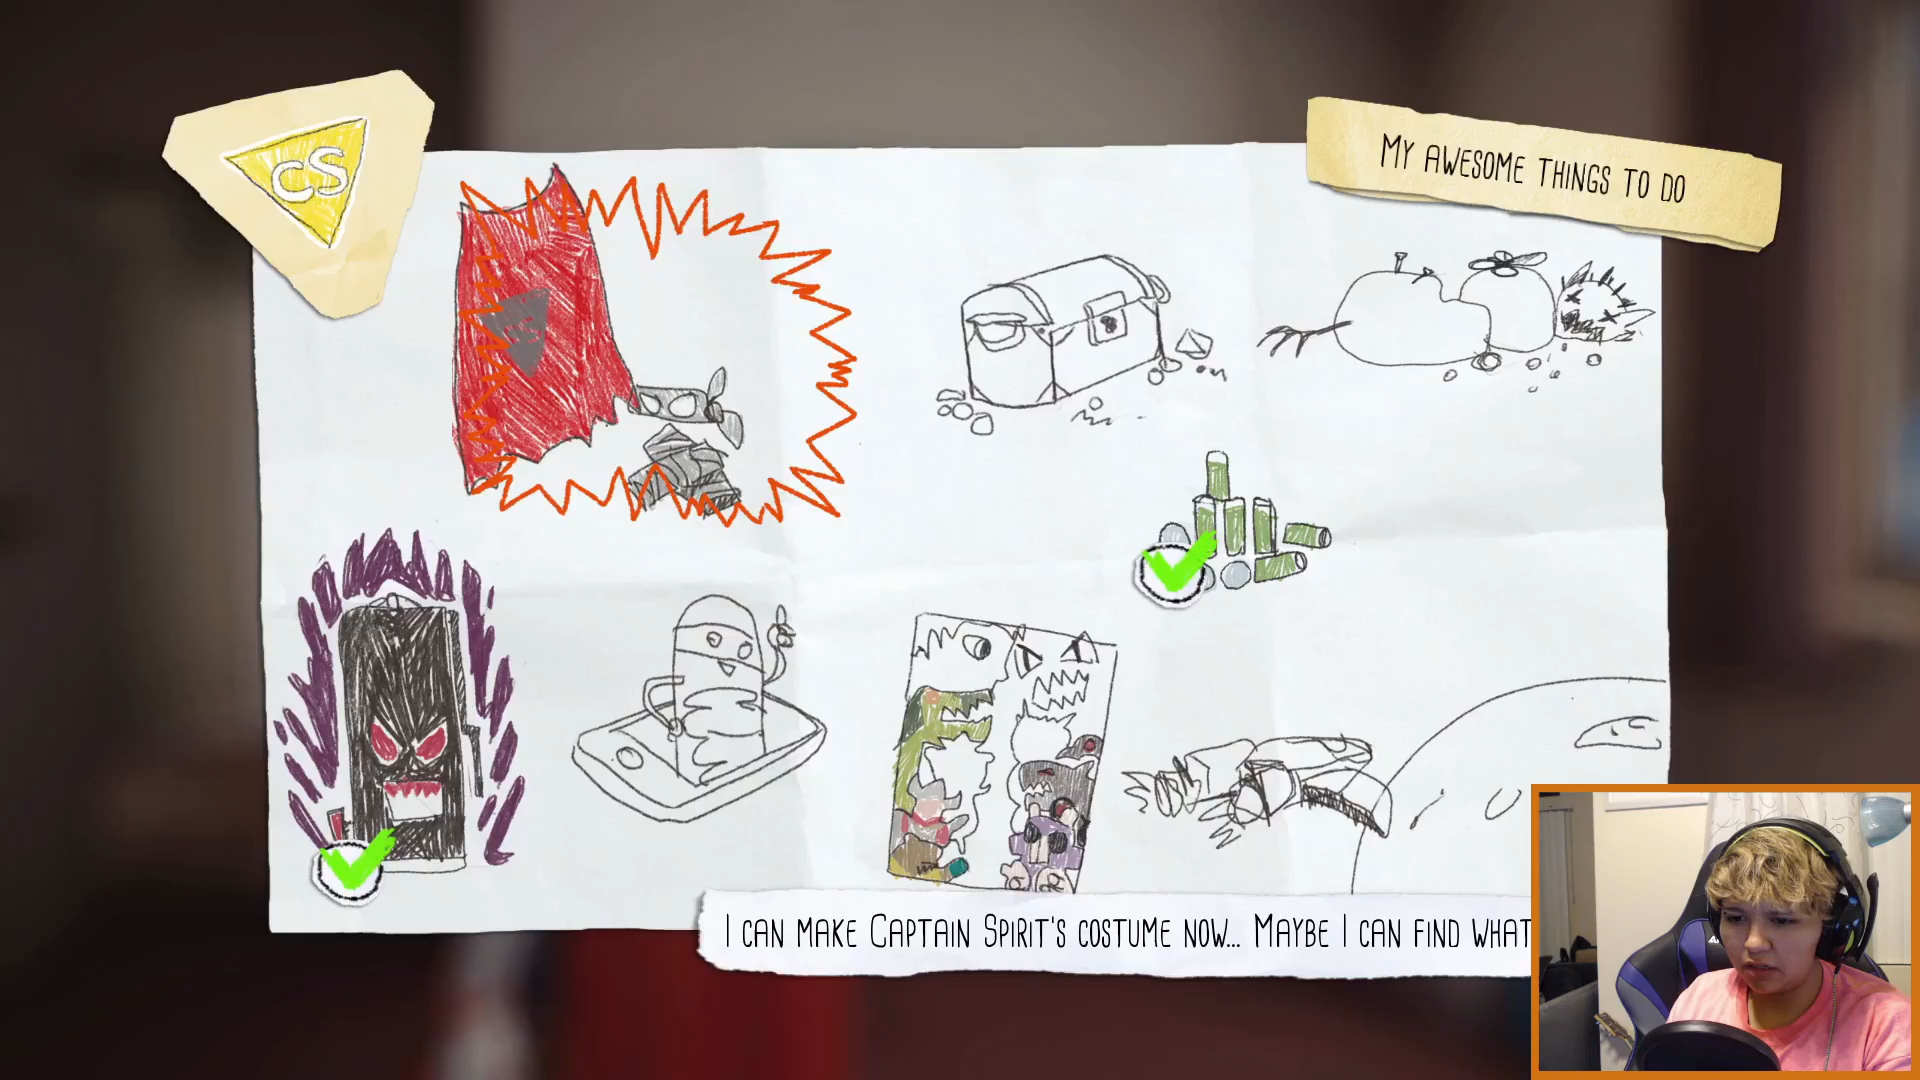 CS
MY AWESOME THINGS TO DO
I CAN MAKE CAPTAIN SPIRIT'S COSTUME NOW... MAYBE I CAN FIND WHAT